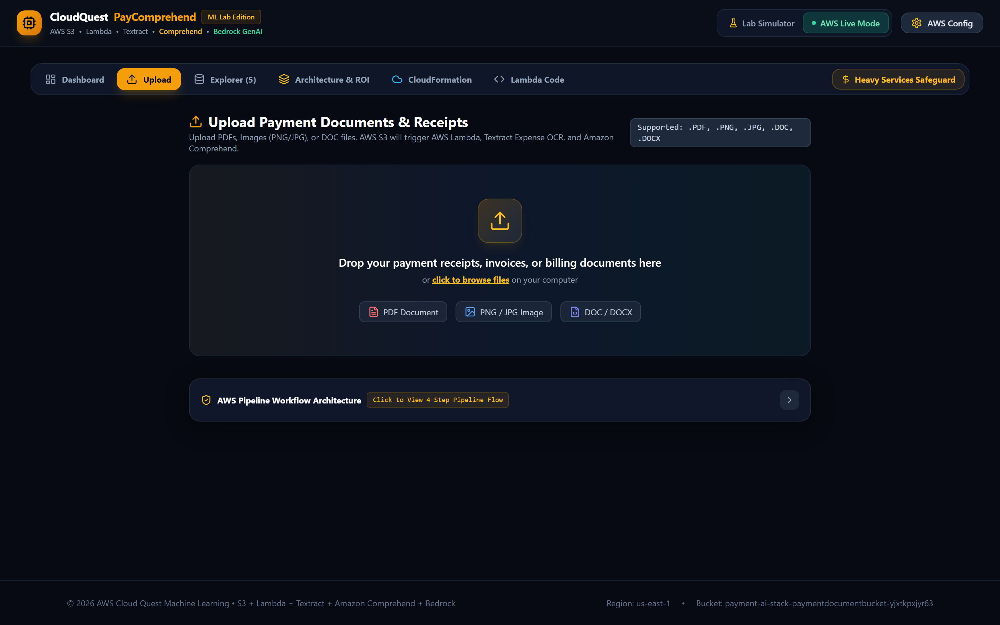 CloudQuest PayComprehend ML Lab Edition
AWS S3 • Lambda • Textract • Comprehend • Bedrock GenAI
Lab Simulator
AWS Live Mode
AWS Config
Dashboard
Upload
Explorer (5)
Architecture & ROI
CloudFormation
Lambda Code
Heavy Services Safeguard
Upload Payment Documents & Receipts
Upload PDFs, Images (PNG/JPG), or DOC files. AWS S3 will trigger AWS Lambda, Textract Expense OCR, and Amazon
Comprehend.
Supported: .PDF, .PNG, .JPG, .DOC,
.DOCX
Drop your payment receipts, invoices, or billing documents here
or click to browse files on your computer
PDF Document
PNG / JPG Image
DOC / DOCX
AWS Pipeline Workflow Architecture
Click to View 4-Step Pipeline Flow
© 2026 AWS Cloud Quest Machine Learning • S3 + Lambda + Textract + Amazon Comprehend + Bedrock
Region: us-east-1 • Bucket: payment-ai-stack-paymentdocumentbucket-yjxtkpxjyr63